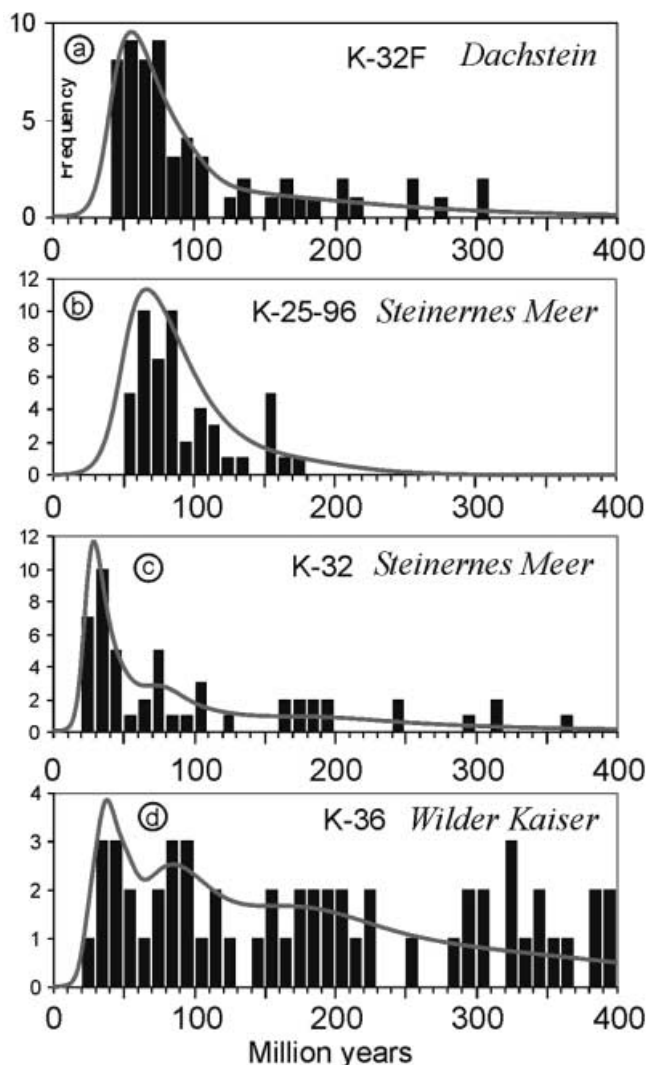 10
ⓐ K-32F Dachstein
Frequency
5
0
0 100 200 300 400
12
ⓑ K-25-96 Steinernes Meer
10
8
6
4
2
0
0 100 200 300 400
12
ⓒ K-32 Steinernes Meer
10
8
6
4
2
0
0 100 200 300 400
4
ⓓ K-36 Wilder Kaiser
3
2
1
0
0 100 200 300 400
Million years